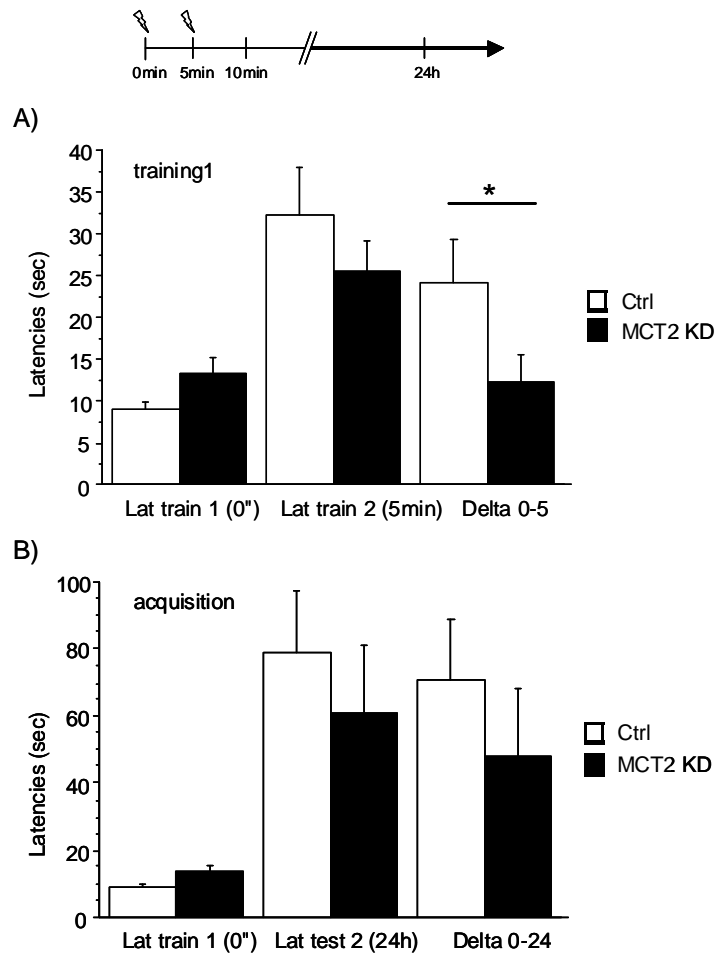 0min 5min 10min 24h
A)
training1
Latencies (sec)
40
35
30
25
20
15
10
5
0
*
Ctrl
MCT2 KD
Lat train 1 (0") Lat train 2 (5min) Delta 0-5
B)
acquisition
Latencies (sec)
100
80
60
40
20
0
Ctrl
MCT2 KD
Lat train 1 (0") Lat test 2 (24h) Delta 0-24